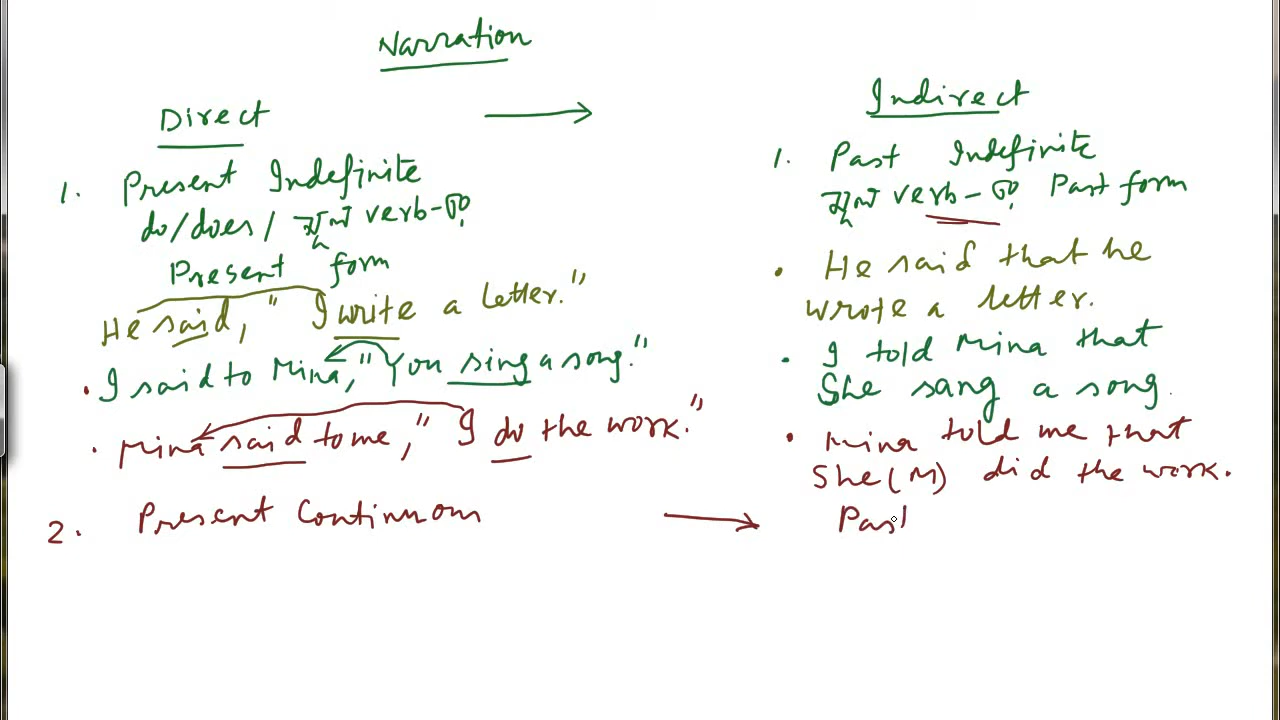 Narration
Direct
1. Present Indefinite
do/does/ মূল verb-এর
Present form
He said, "I write a letter."
• I said to Mina, "You sing a song."
• Mina said to me, "I do the work."
2. Present Continuous
Indirect
1. Past Indefinite
মূল verb-এর Past form
• He said that he
wrote a letter.
• I told Mina that
She sang a song.
• Mina told me that
She (M) did the work.
Past